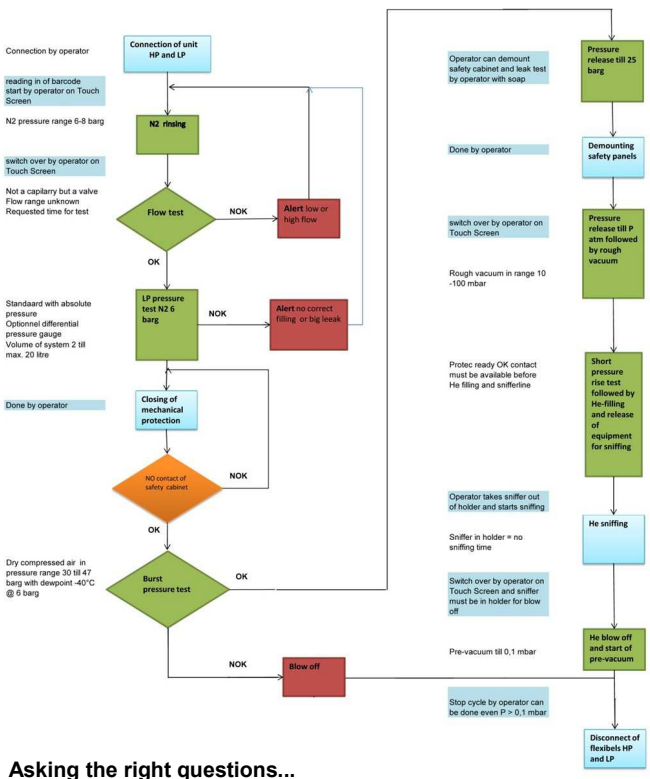 Connection by operator
Connection of unit
HP and LP
reading in of barcode
start by operator on Touch
Screen
N2 pressure range 6-8 barg
N2 rinsing
switch over by operator on
Touch Screen
Not a capilarry but a valve
Flow range unknown
Requested time for test
Flow test
NOK
Alert low or
high flow
OK
Standaard with absolute
pressure
Optionnel differential
pressure gauge
Volume of system 2 till
max. 20 litre
LP pressure
test N2 6
barg
NOK
Alert no correct
filling or big leeak
Done by operator
Closing of
mechanical
protection
NO contact of
safety cabinet
NOK
OK
Dry compressed air in
pressure range 30 till 47
barg with dewpoint -40°C
@ 6 barg
Burst
pressure test
OK
NOK
Blow off
Operator can demount
safety cabinet and leak test
by operator with soap
Pressure
release till 25
barg
Done by operator
Demounting
safety panels
switch over by operator on
Touch Screen
Rough vacuum in range 10
-100 mbar
Pressure
release till P
atm followed
by rough
vacuum
Protec ready OK contact
must be available before
He filling and snifferline
Short
pressure
rise test
followed by
He-filling
and release
of
equipment
for sniffing
Operator takes sniffer out
of holder and starts sniffing
Sniffer in holder = no
sniffing time
He sniffing
Switch over by operator on
Touch Screen and sniffer
must be in holder for blow
off
Pre-vacuum till 0,1 mbar
He blow off
and start of
pre-vacuum
Stop cycle by operator can
be done even P > 0,1 mbar
Disconnect of
flexibels HP
and LP
Asking the right questions...